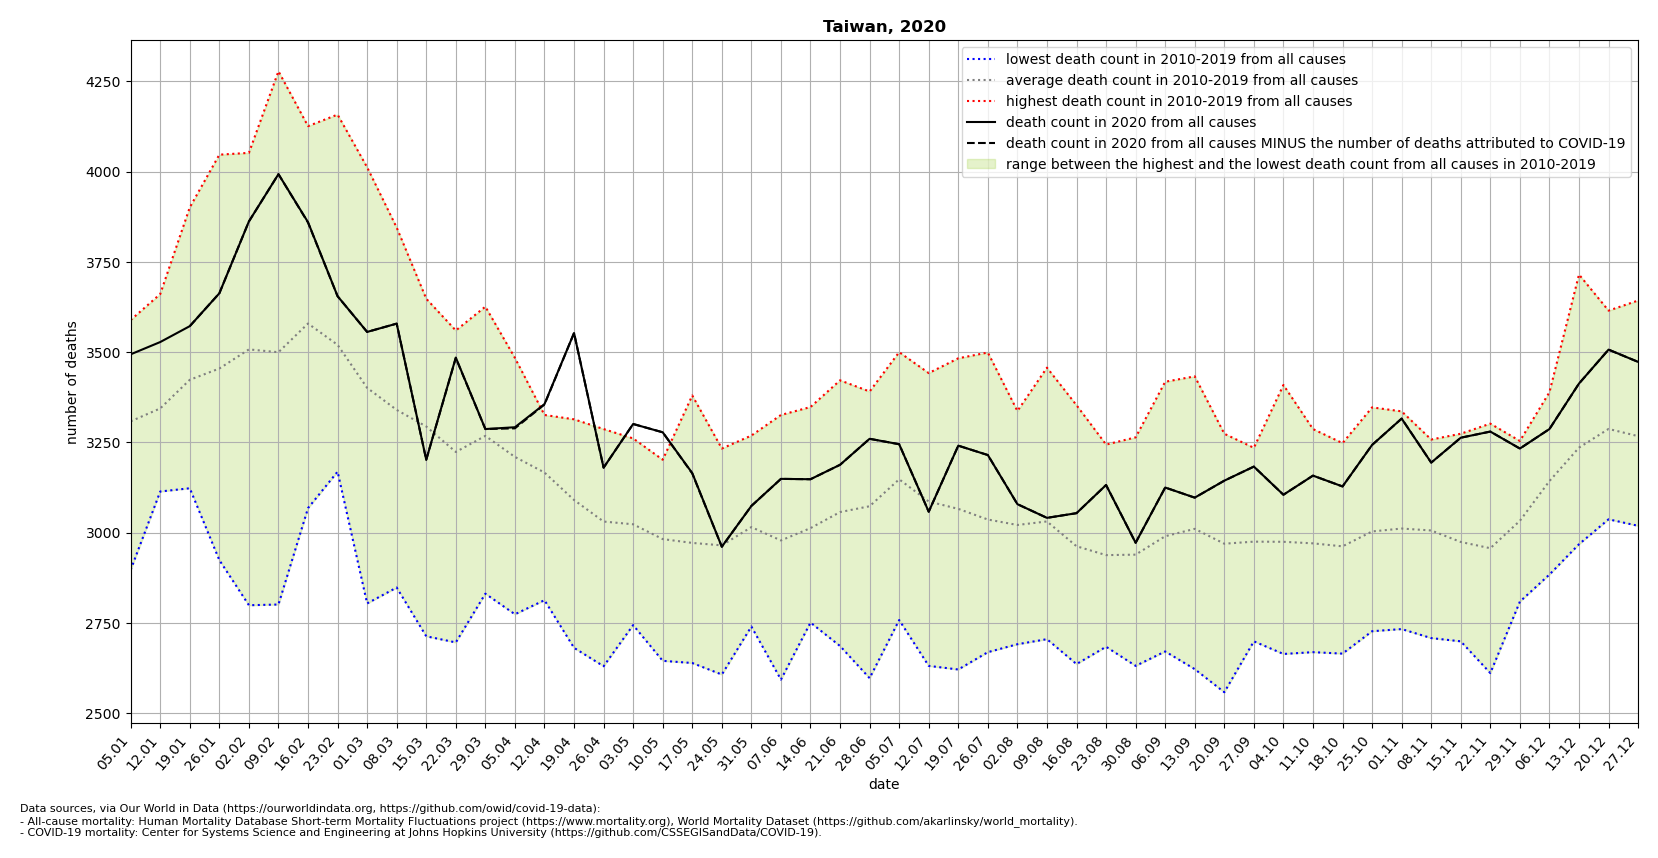 Taiwan, 2020
lowest death count in 2010-2019 from all causes
average death count in 2010-2019 from all causes
highest death count in 2010-2019 from all causes
death count in 2020 from all causes
death count in 2020 from all causes MINUS the number of deaths attributed to COVID-19
range between the highest and the lowest death count from all causes in 2010-2019
number of deaths
4250
4000
3750
3500
3250
3000
2750
2500
05.01 12.01 19.01 26.01 02.02 09.02 16.02 23.02 01.03 08.03 15.03 22.03 29.03 05.04 12.04 19.04 26.04 03.05 10.05 17.05 24.05 31.05 07.06 14.06 21.06 28.06 05.07 12.07 19.07 26.07 02.08 09.08 16.08 23.08 30.08 06.09 13.09 20.09 27.09 04.10 11.10 18.10 25.10 01.11 08.11 15.11 22.11 29.11 06.12 13.12 20.12 27.12
date
Data sources, via Our World in Data (https://ourworldindata.org, https://github.com/owid/covid-19-data):
- All-cause mortality: Human Mortality Database Short-term Mortality Fluctuations project (https://www.mortality.org), World Mortality Dataset (https://github.com/akarlinsky/world_mortality).
- COVID-19 mortality: Center for Systems Science and Engineering at Johns Hopkins University (https://github.com/CSSEGISandData/COVID-19).